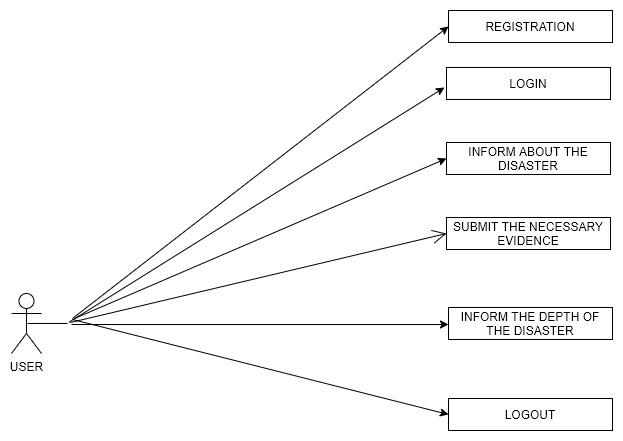 REGISTRATION
LOGIN
INFORM ABOUT THE
DISASTER
SUBMIT THE NECESSARY
EVIDENCE
INFORM THE DEPTH OF
THE DISASTER
USER
LOGOUT